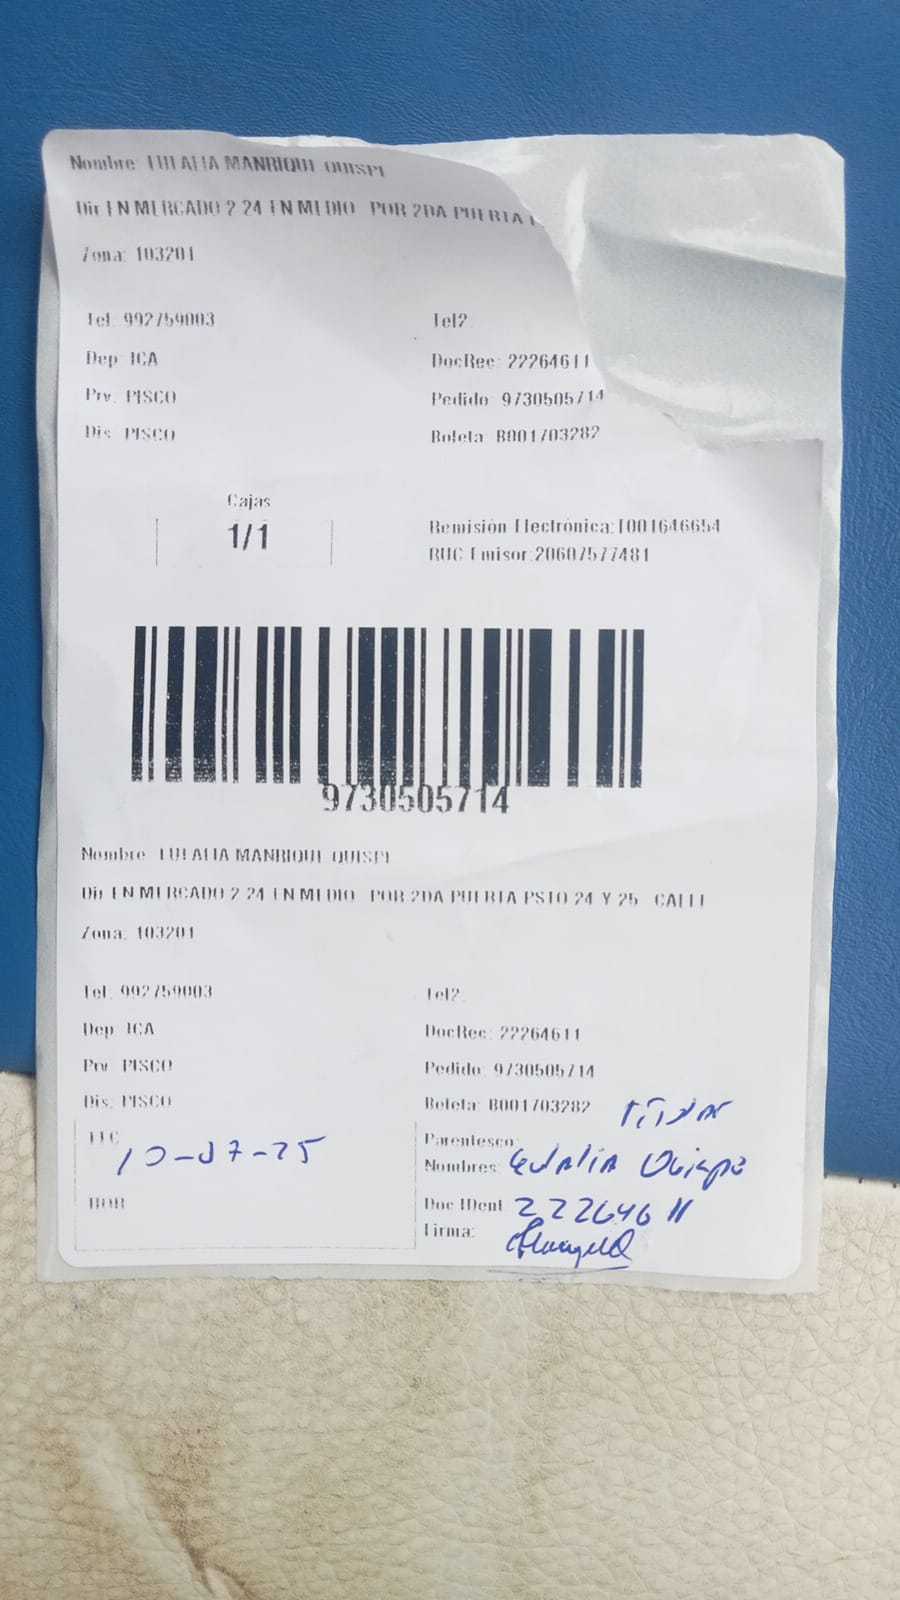 Nombre: EULALIA MANRIQUE QUISPE
Dir EN MERCADO 2 24 EN MEDIO POR 2DA PUERTA
Zona: 103201
Tel: 992759003 Tel2:
Dep: ICA DocRec: 22264611
Prv: PISCO Pedido: 9730505714
Dis: PISCO Boleta: B001703282
Cajas
1/1
Remisión Electrónica:T001646654
RUC Emisor:20607577481
9730505714
Nombre: EULALIA MANRIQUE QUISPE
Dir EN MERCADO 2 24 EN MEDIO POR 2DA PUERTA PSTO 24 Y 25 CALLE
Zona: 103201
Tel: 992759003 Tel2:
Dep: ICA DocRec: 22264611
Prv: PISCO Pedido: 9730505714
Dis: PISCO Boleta: B001703282 Titular
FEC 10-07-25 Parentesco:
Nombres: Eulalia Quispe
HOR Doc IDent 22264611
Firma: